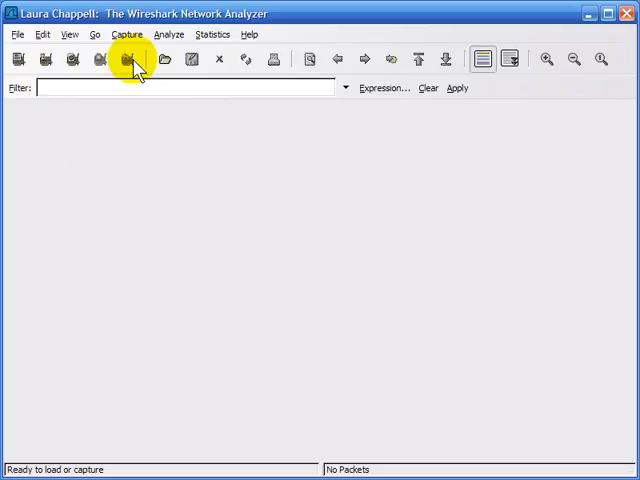 Laura Chappell: The Wireshark Network Analyzer
File Edit View Go Capture Analyze Statistics Help
Filter: Expression... Clear Apply
Ready to load or capture No Packets